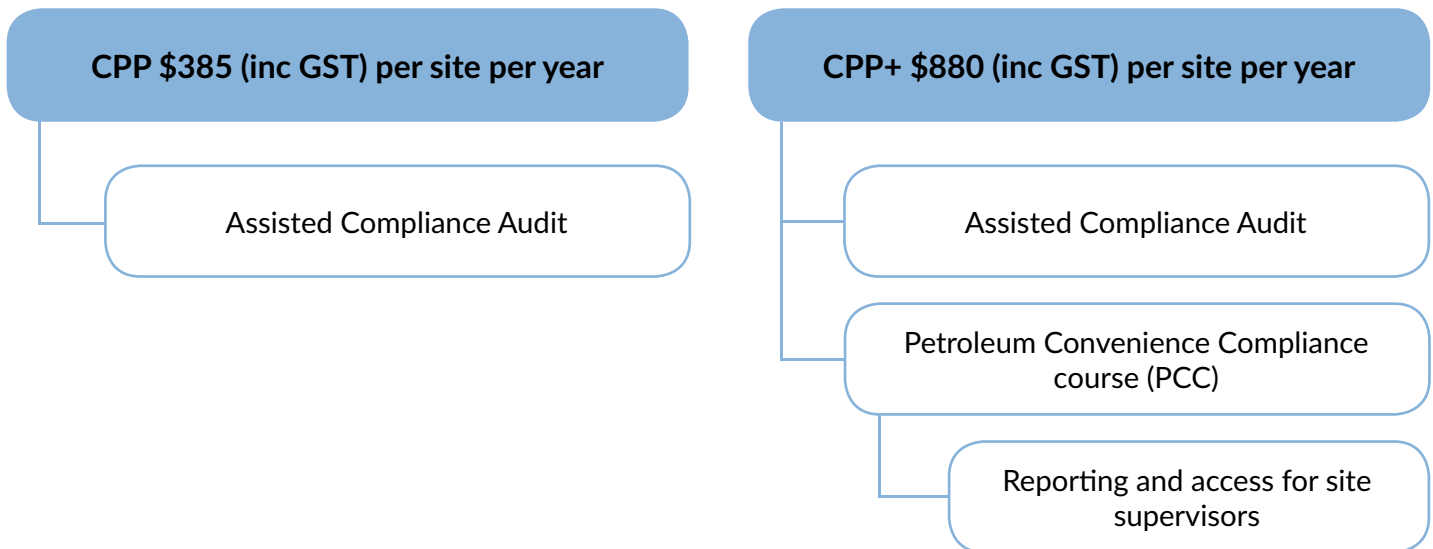 CPP $385 (inc GST) per site per year
Assisted Compliance Audit
CPP+ $880 (inc GST) per site per year
Assisted Compliance Audit
Petroleum Convenience Compliance
course (PCC)
Reporting and access for site
supervisors